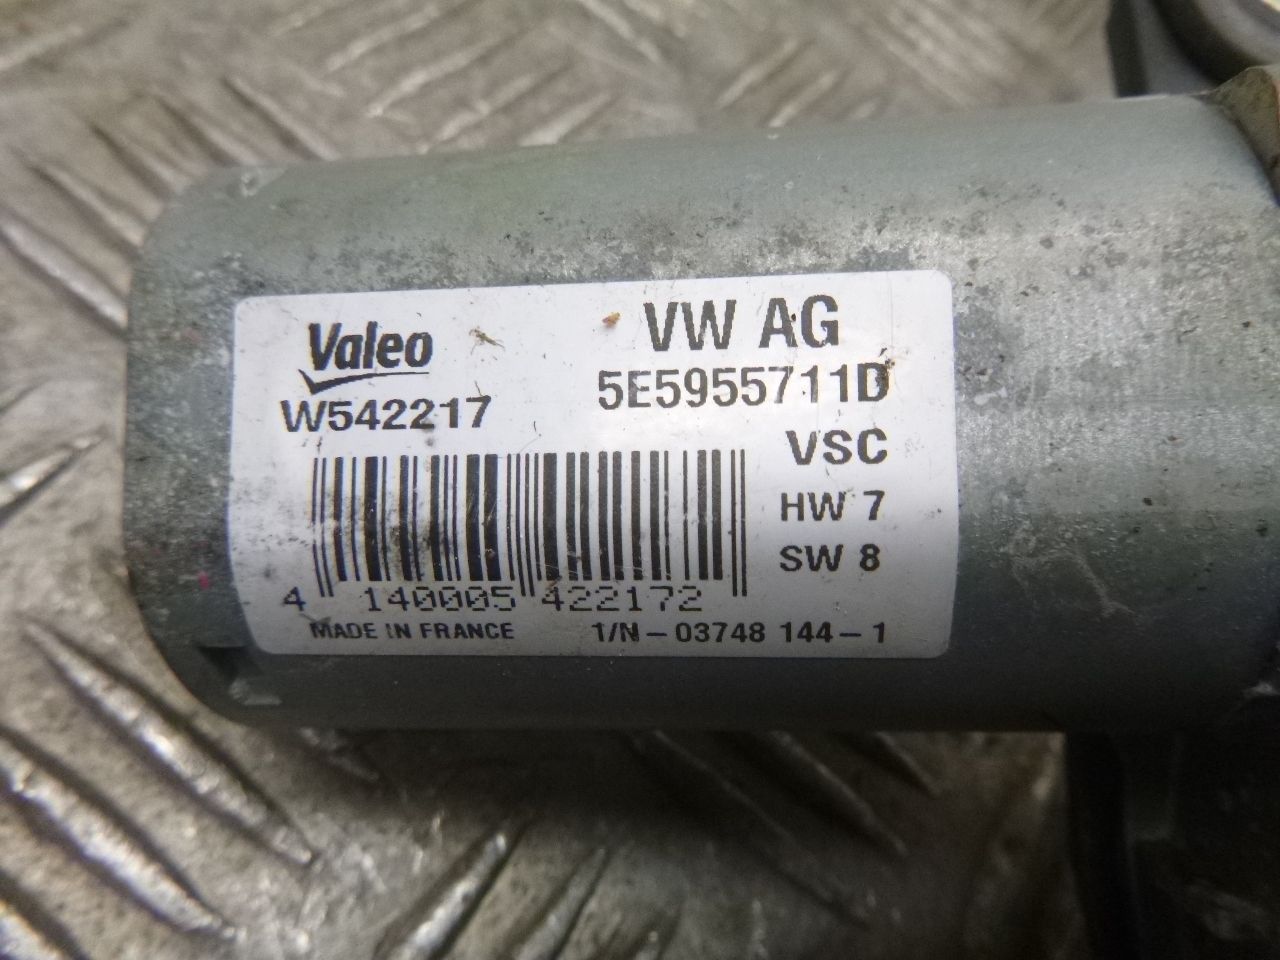 Valeo
W542217
VW AG
5E5955711D
VSC
HW 7
SW 8
4 140005 422172
MADE IN FRANCE
1/N-03748 144-1